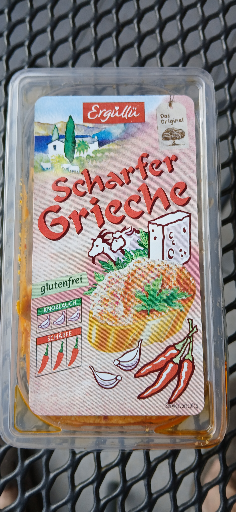 Ergüllü
Das
Original
Scharfer
Grieche
glutenfrei
KNOBLAUCH
SCHÄRFE